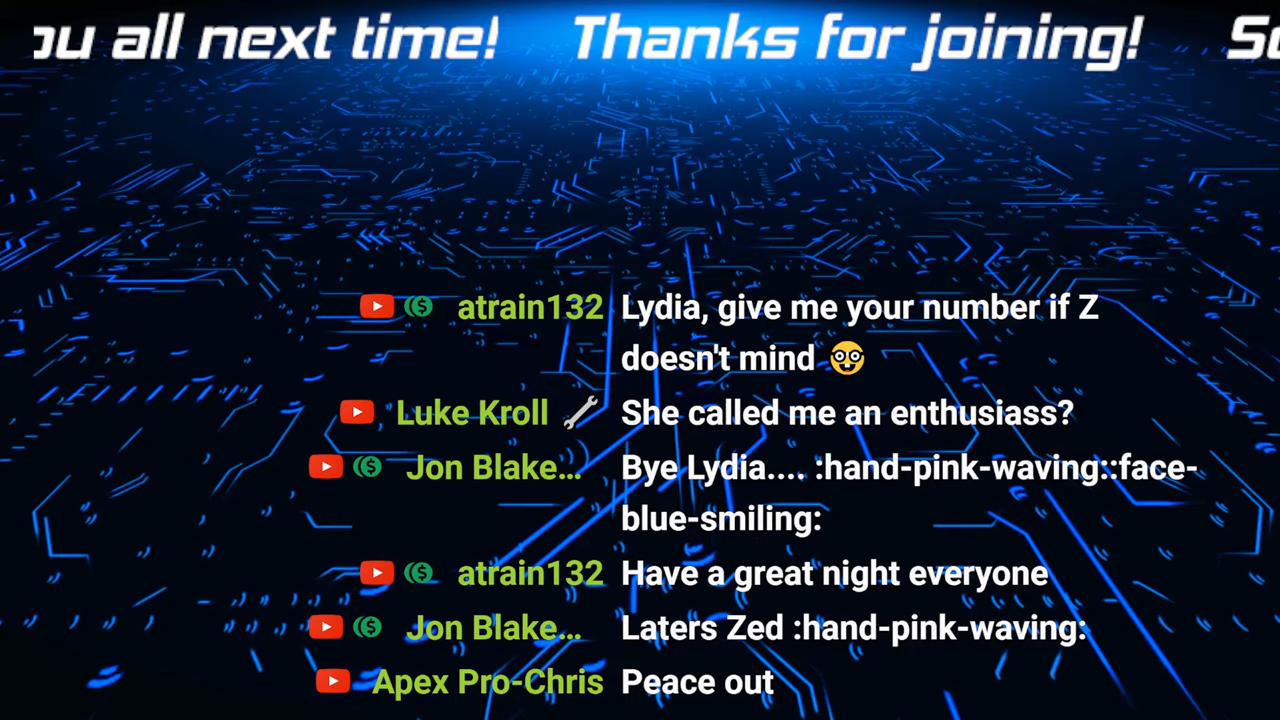 all next time! Thanks for joining!
atrain132 Lydia, give me your number if Z
doesn't mind 🤓
Luke Kroll She called me an enthusiass?
Jon Blake... Bye Lydia.... :hand-pink-waving::face-
blue-smiling:
atrain132 Have a great night everyone
Jon Blake... Laters Zed :hand-pink-waving:
Apex Pro-Chris Peace out